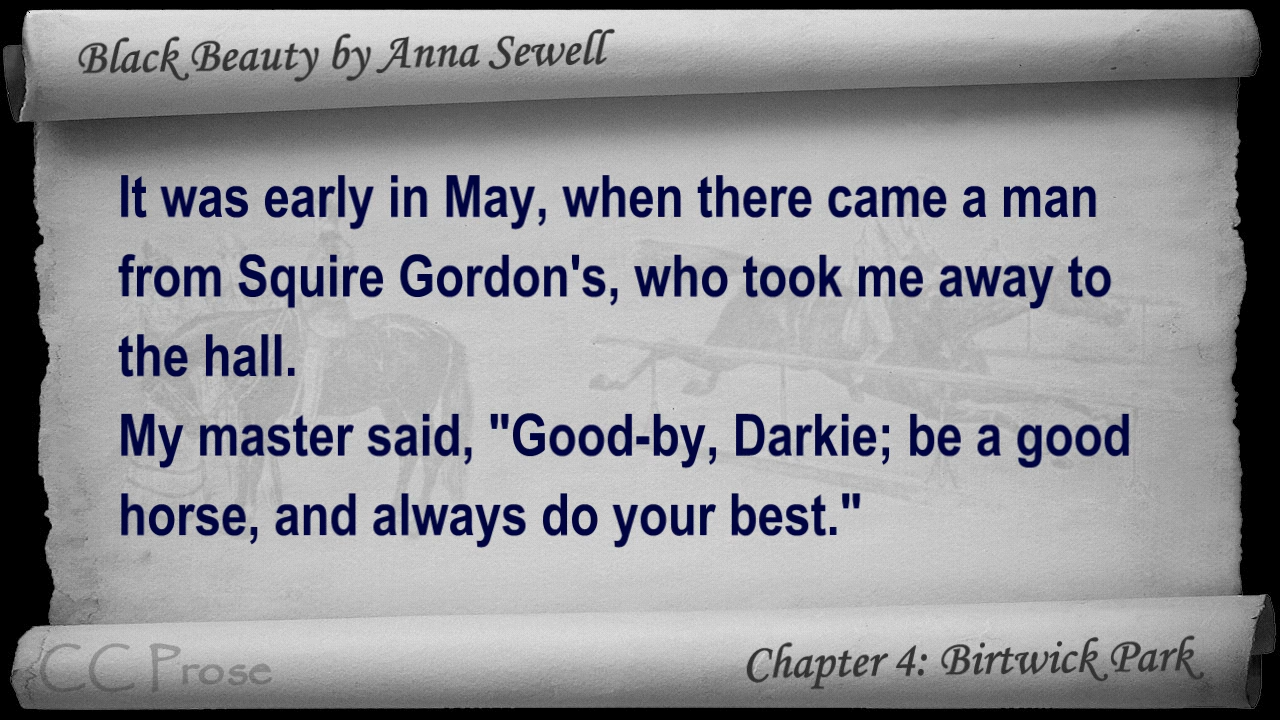 Black Beauty by Anna Sewell
It was early in May, when there came a man
from Squire Gordon's, who took me away to
the hall.
My master said, "Good-by, Darkie; be a good
horse, and always do your best."
CC Prose
Chapter 4: Birtwick Park